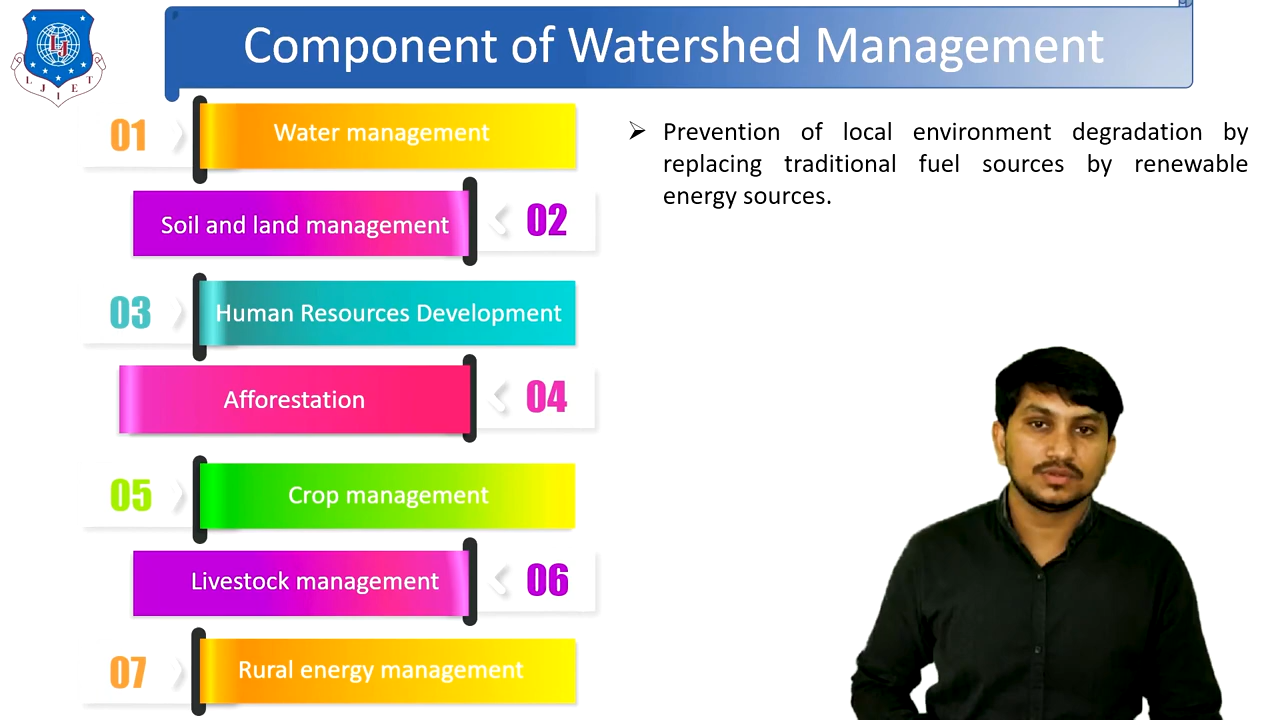 Component of Watershed Management
L J I E T
01
Water management
Soil and land management
02
03
Human Resources Development
Afforestation
04
05
Crop management
Livestock management
06
07
Rural energy management
➢ Prevention of local environment degradation by
replacing traditional fuel sources by renewable
energy sources.